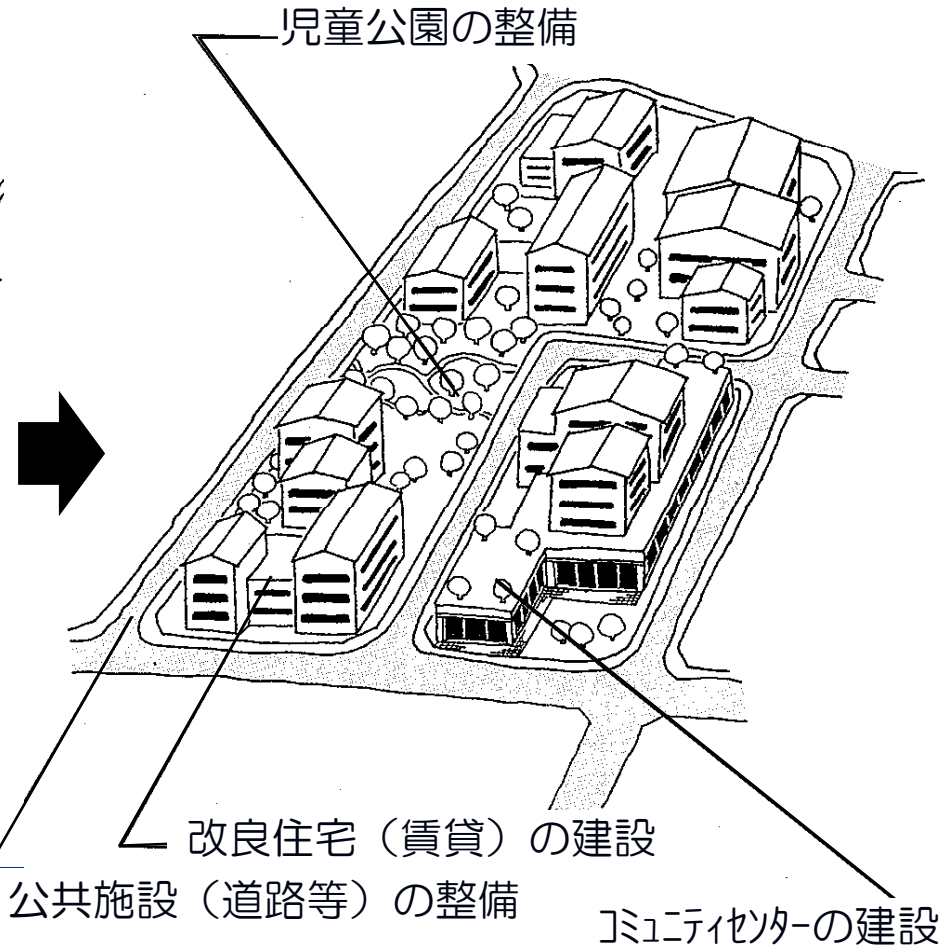 児童公園の整備
改良住宅（賃貸）の建設
公共施設（道路等）の整備
コミュニティセンターの建設